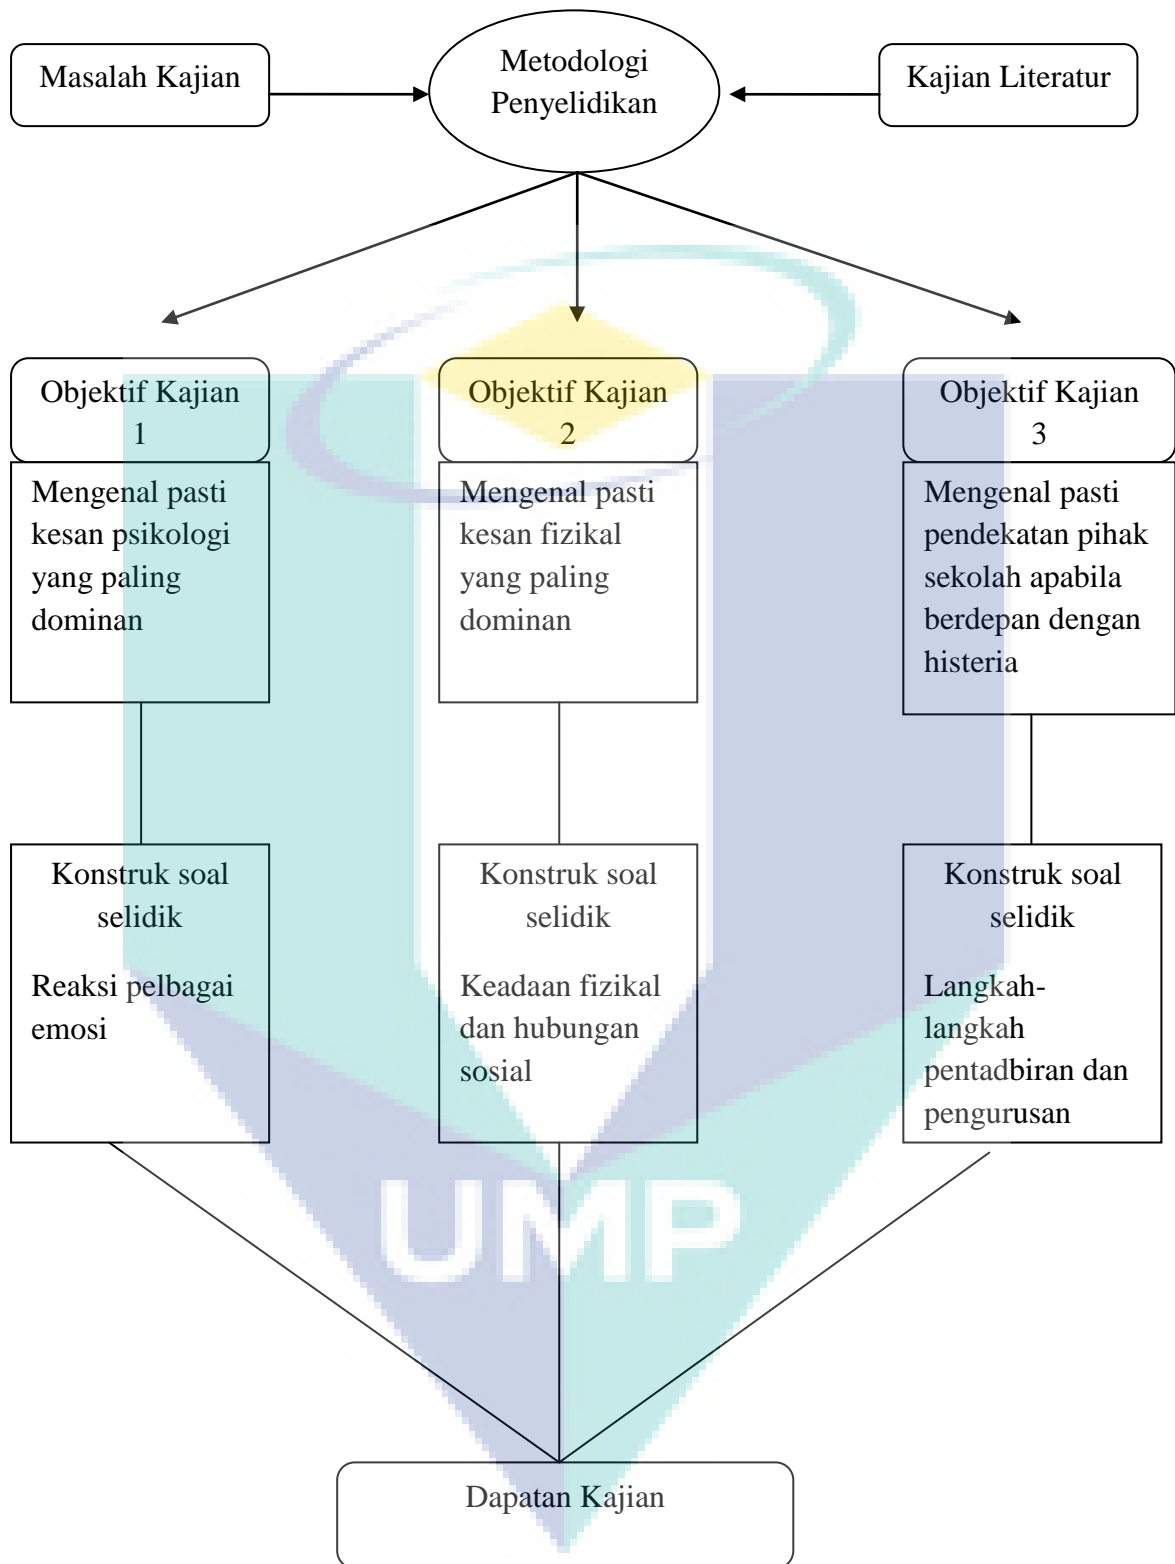 Masalah Kajian
Metodologi
Penyelidikan
Kajian Literatur
Objektif Kajian
1
Mengenal pasti
kesan psikologi
yang paling
dominan
Objektif Kajian
2
Mengenal pasti
kesan fizikal
yang paling
dominan
Objektif Kajian
3
Mengenal pasti
pendekatan pihak
sekolah apabila
berdepan dengan
histeria
Konstruk soal
selidik
Reaksi pelbagai
emosi
Konstruk soal
selidik
Keadaan fizikal
dan hubungan
sosial
Konstruk soal
selidik
Langkah-
langkah
pentadbiran dan
pengurusan
UMP
Dapatan Kajian